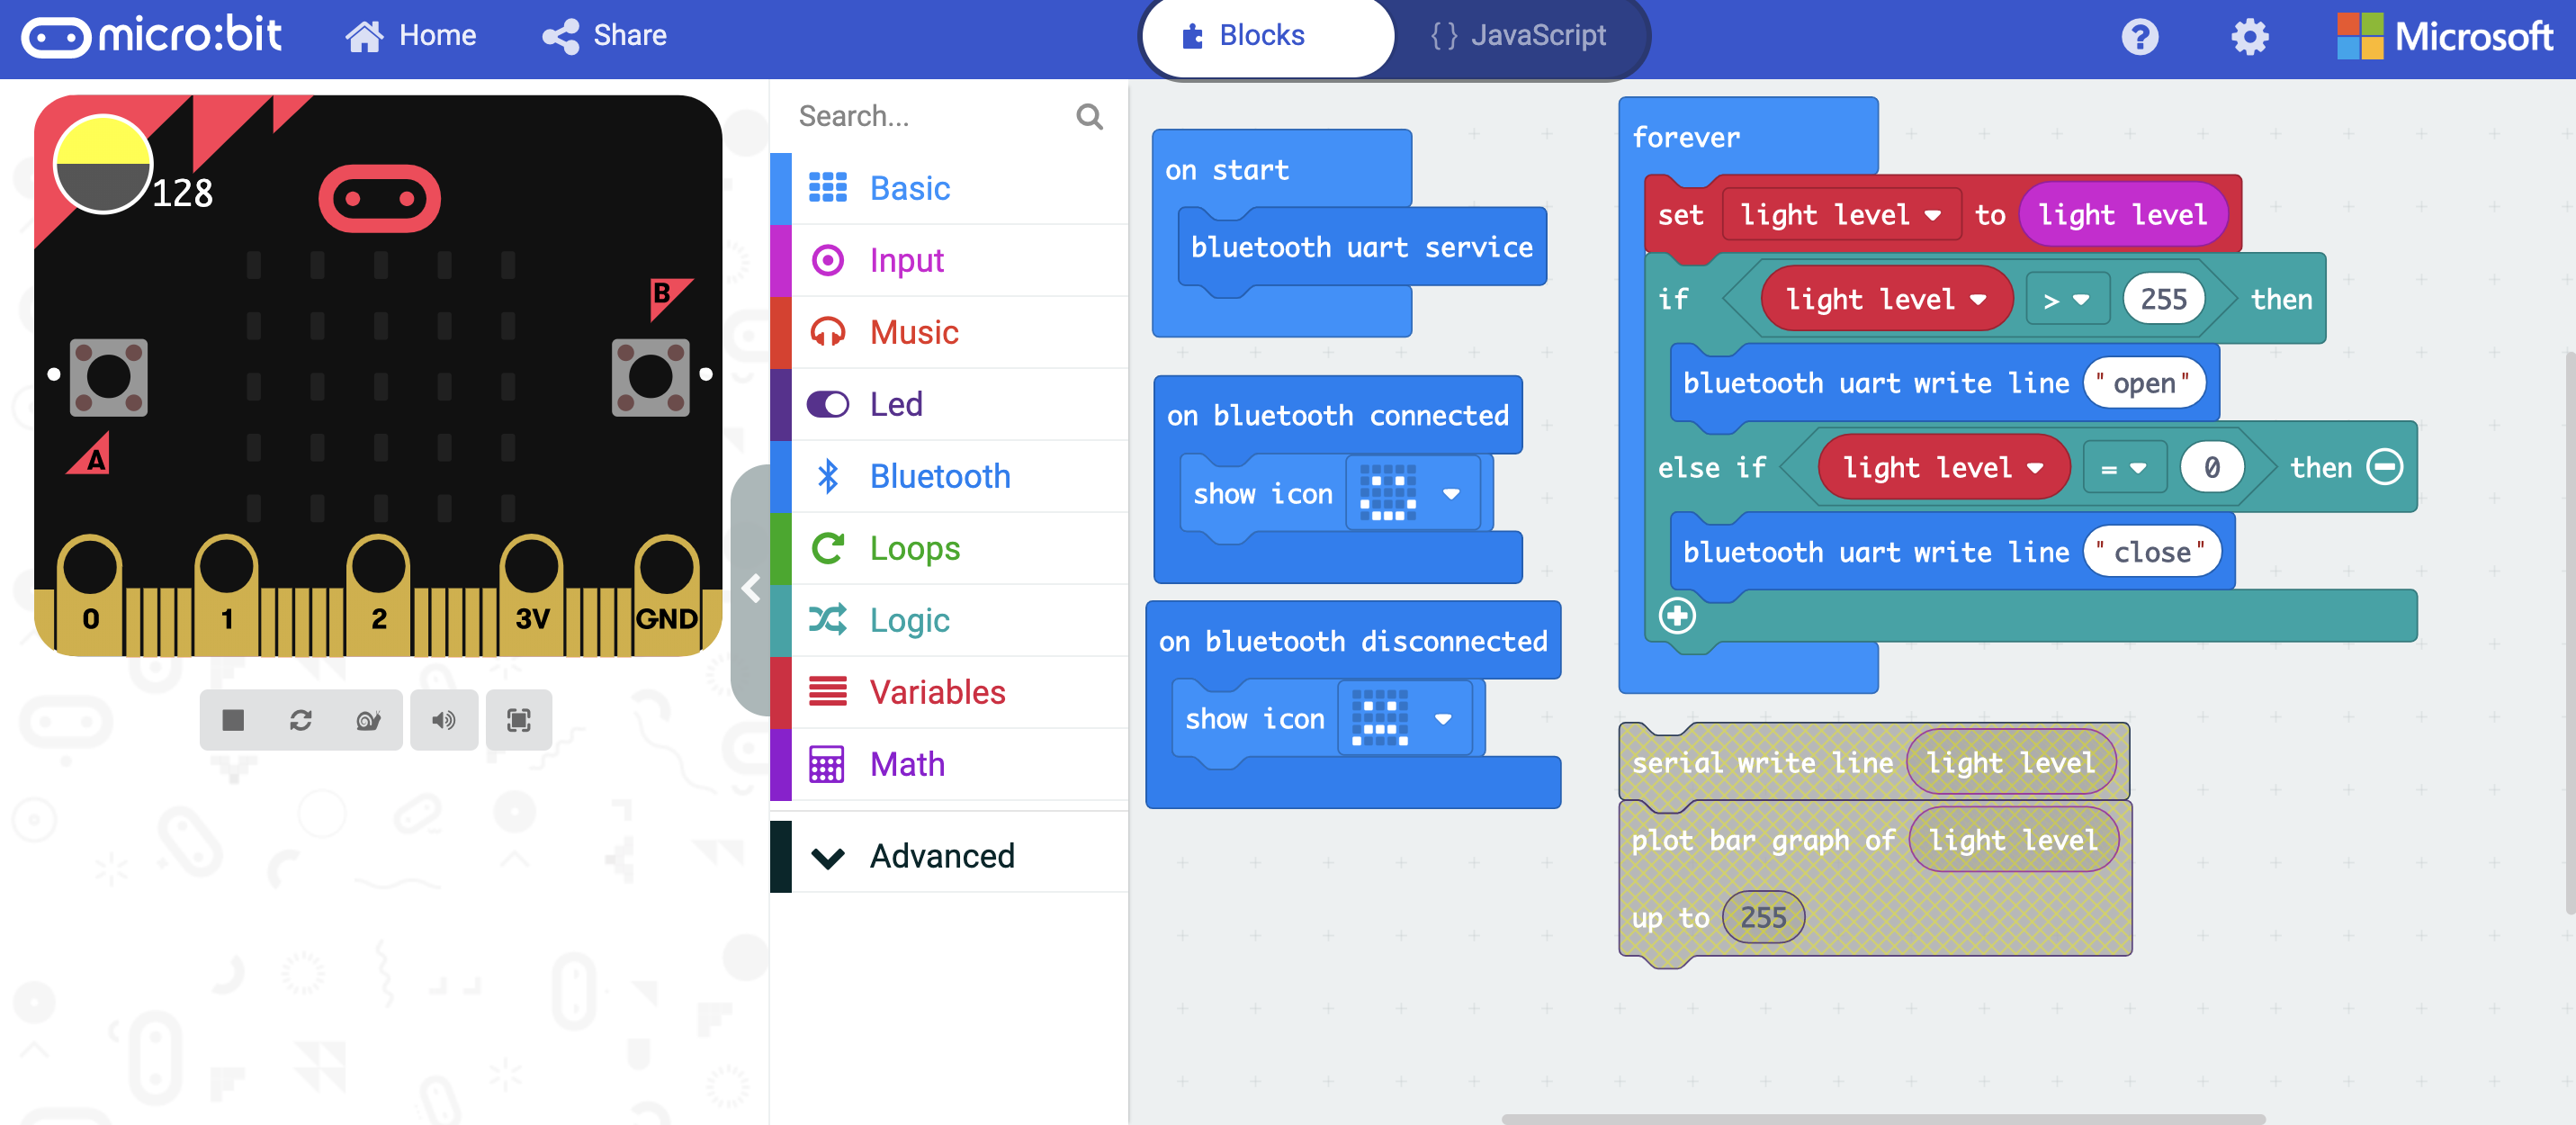 micro:bit
Home
Share
Blocks
{ } JavaScript
?
Microsoft
128
B
A
0 1 2 3V GND
Search...
Basic
Input
Music
Led
Bluetooth
Loops
Logic
Variables
Math
Advanced
on start
bluetooth uart service
on bluetooth connected
show icon
on bluetooth disconnected
show icon
forever
set light level to light level
if light level > 255 then
bluetooth uart write line "open"
else if light level = 0 then
bluetooth uart write line "close"
serial write line light level
plot bar graph of light level
up to 255